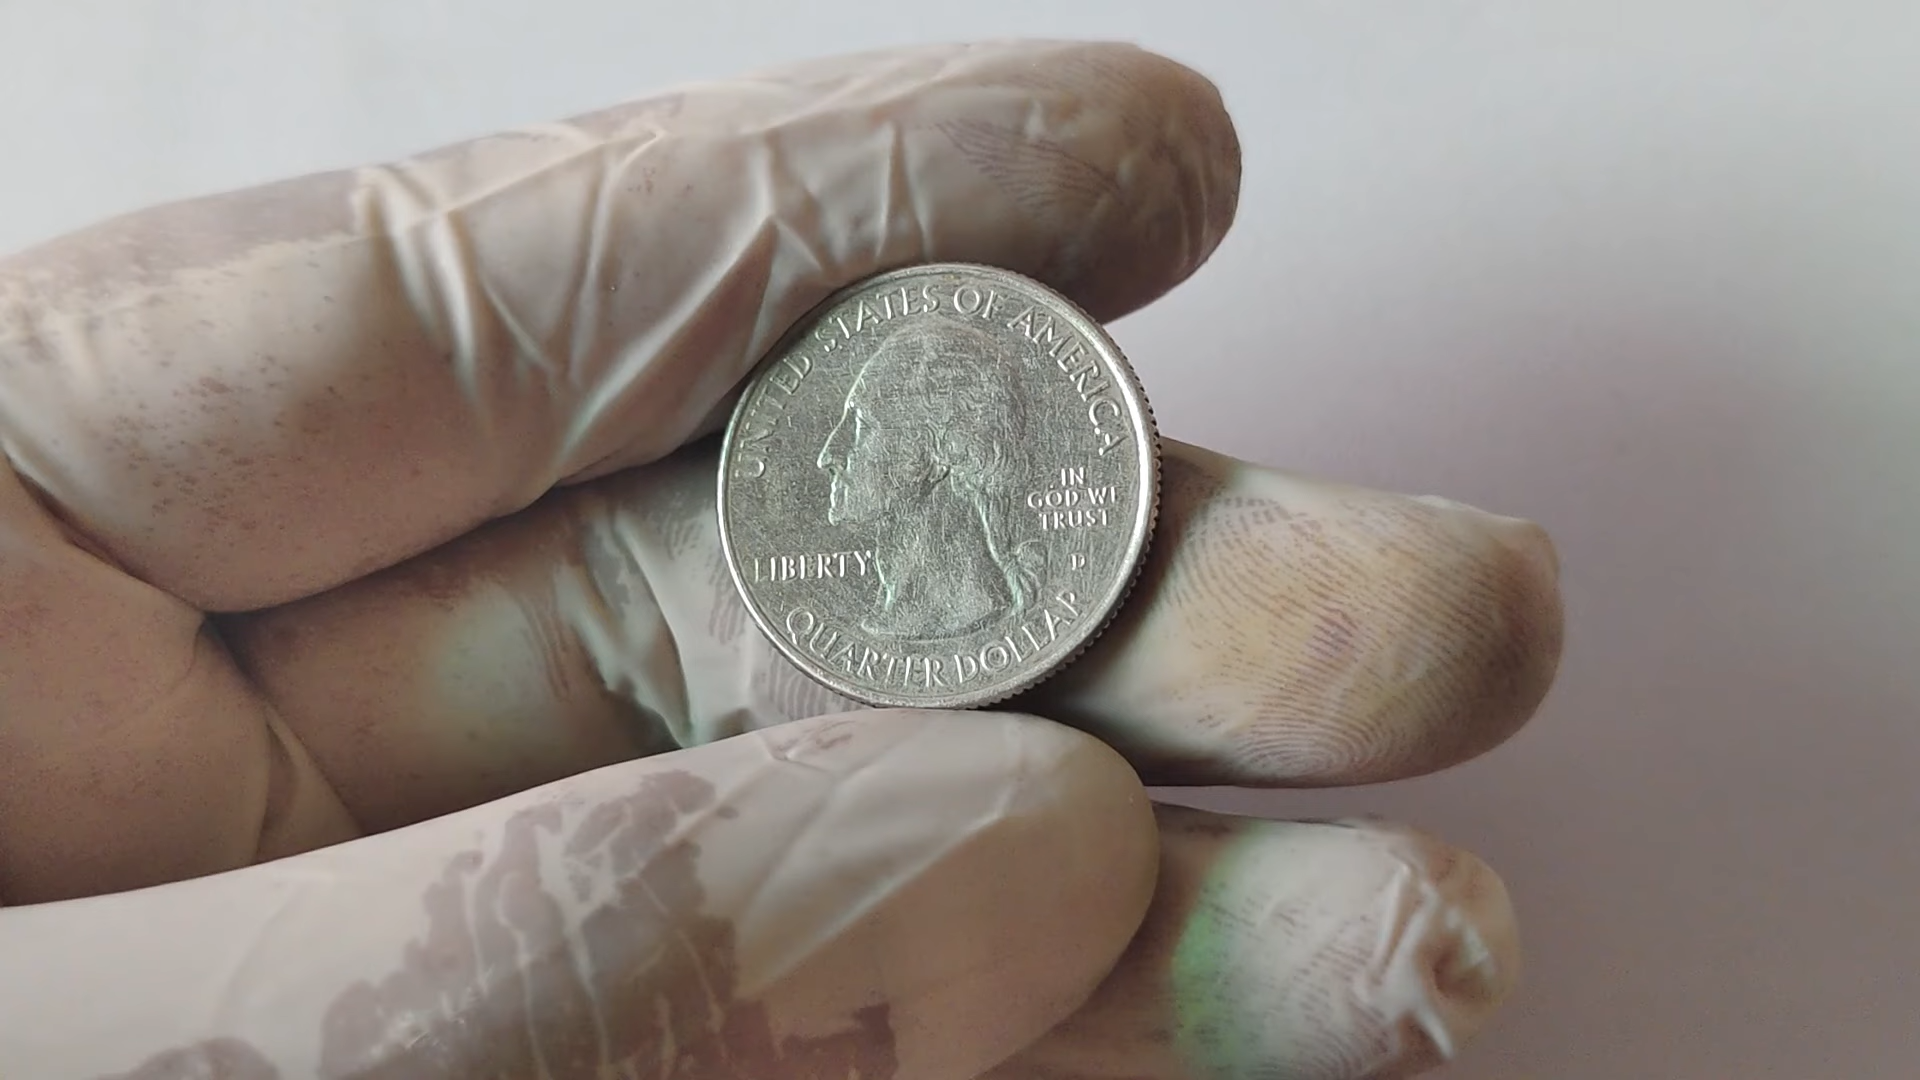 UNITED STATES OF AMERICA
IN
GOD WE
TRUST
LIBERTY
D
QUARTER DOLLAR